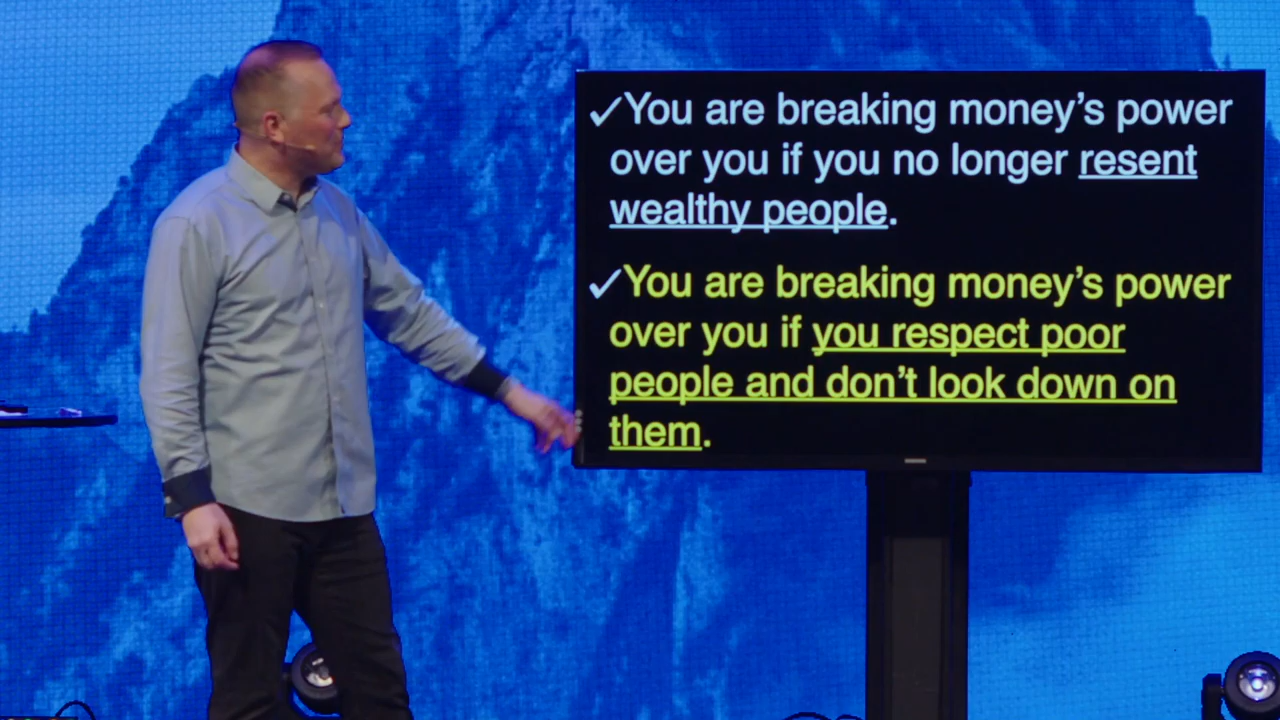 ✓You are breaking money’s power
over you if you no longer resent
wealthy people.
✓You are breaking money’s power
over you if you respect poor
people and don’t look down on
them.